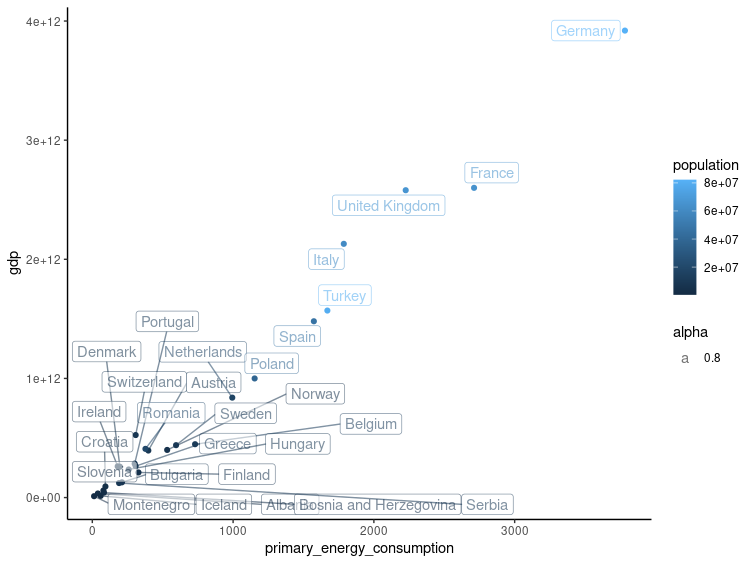 4e+12
Germany
3e+12
France
United Kingdom
gdp
2e+12
Italy
Turkey
Portugal
Spain
Denmark
Netherlands
Poland
1e+12
Switzerland
Austria
Norway
Ireland
Romania
Sweden
Belgium
Croatia
Greece
Hungary
Slovenia
Bulgaria
Finland
0e+00
Montenegro
Iceland
Bosnia and Herzegovina
Serbia
0
1000
2000
3000
primary_energy_consumption
population
8e+07
6e+07
4e+07
2e+07
alpha
a
0.8